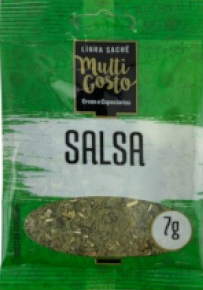 LINHA SACHÊ
Multi
Gosto
Ervas e Especiarias
SALSA
7g